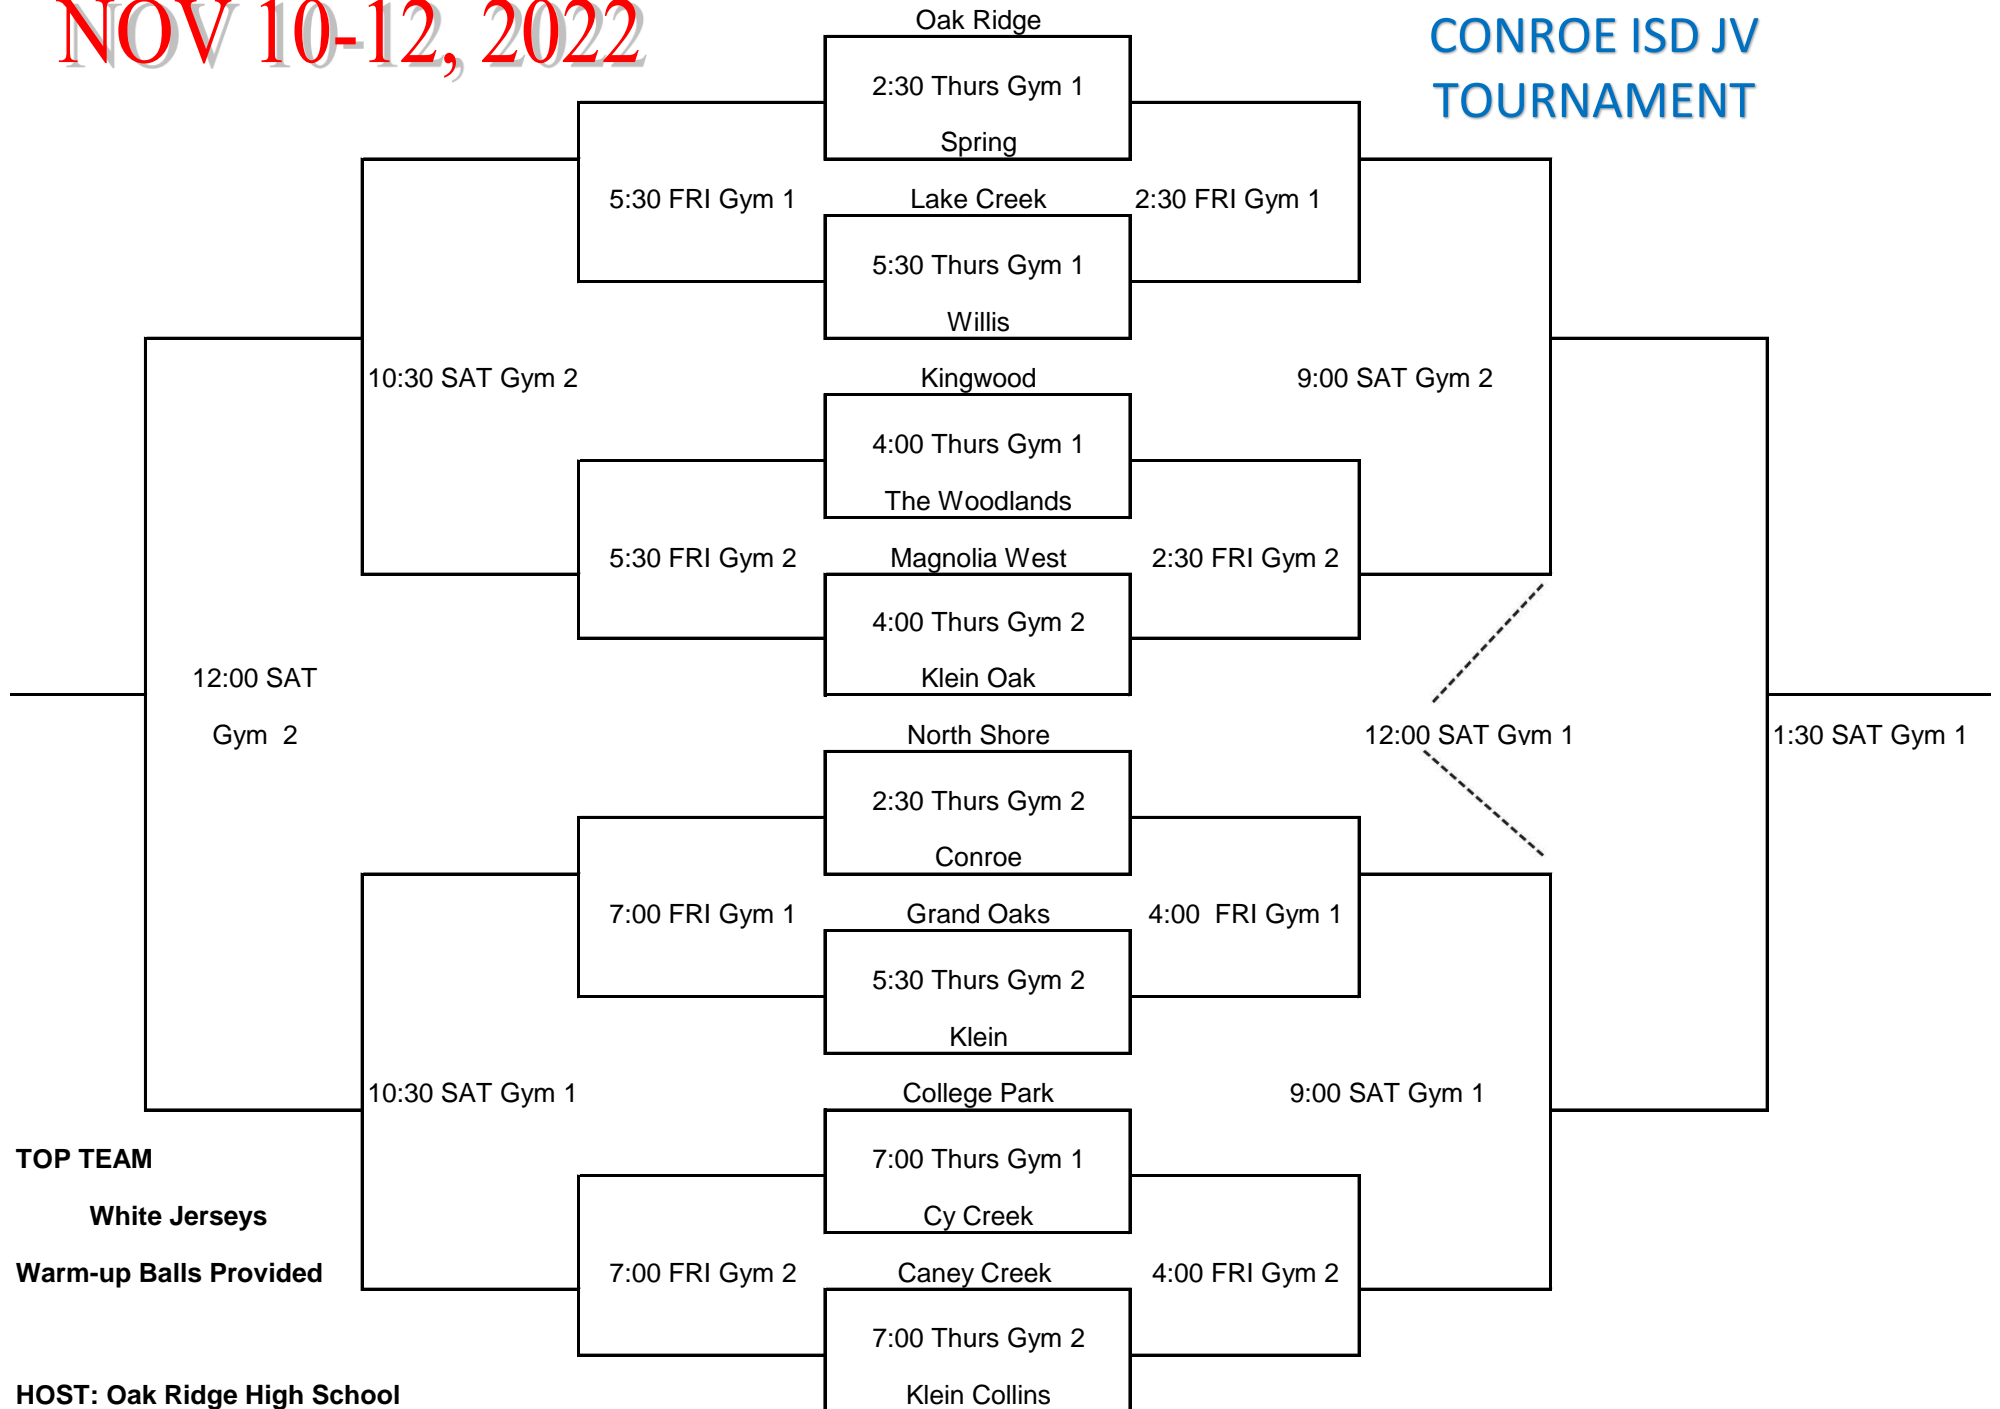 NOV 10-12, 2022
CONROE ISD JV
TOURNAMENT
Oak Ridge
2:30 Thurs Gym 1
Spring
5:30 FRI Gym 1
Lake Creek
2:30 FRI Gym 1
5:30 Thurs Gym 1
Willis
10:30 SAT Gym 2
Kingwood
9:00 SAT Gym 2
4:00 Thurs Gym 1
The Woodlands
5:30 FRI Gym 2
Magnolia West
2:30 FRI Gym 2
4:00 Thurs Gym 2
12:00 SAT
Gym 2
Klein Oak
North Shore
12:00 SAT Gym 1
1:30 SAT Gym 1
2:30 Thurs Gym 2
Conroe
7:00 FRI Gym 1
Grand Oaks
4:00 FRI Gym 1
5:30 Thurs Gym 2
Klein
10:30 SAT Gym 1
College Park
9:00 SAT Gym 1
TOP TEAM
7:00 Thurs Gym 1
White Jerseys
Cy Creek
Warm-up Balls Provided
7:00 FRI Gym 2
Caney Creek
4:00 FRI Gym 2
7:00 Thurs Gym 2
HOST: Oak Ridge High School
Klein Collins